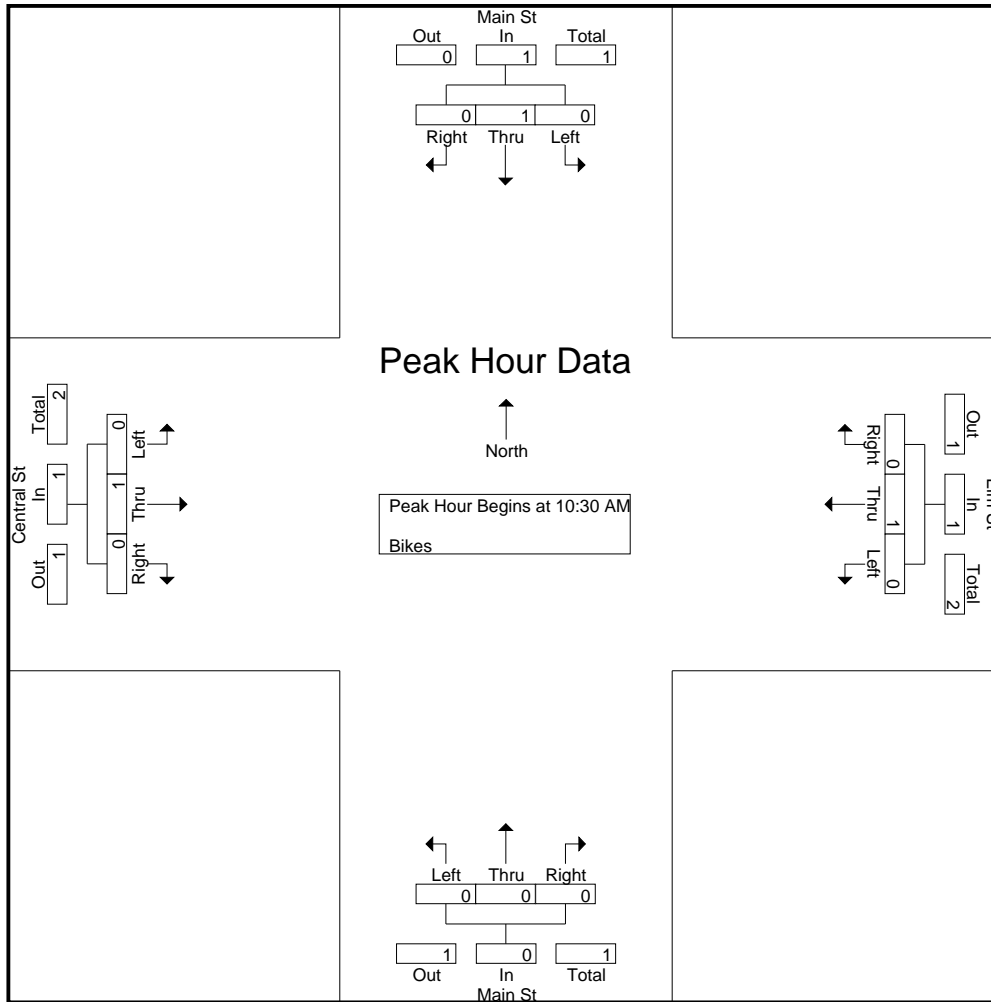 Main St
Out In Total
0 1 1
0 1 0
Right Thru Left
Peak Hour Data
North
Peak Hour Begins at 10:30 AM
Bikes
Central St
Out In Total
1 1 2
0 1 0
Right Thru Left
Out In Total
1 1 2
0 1 0
Right Thru Left
Left Thru Right
0 0 0
1 0 1
Out In Total
Main St